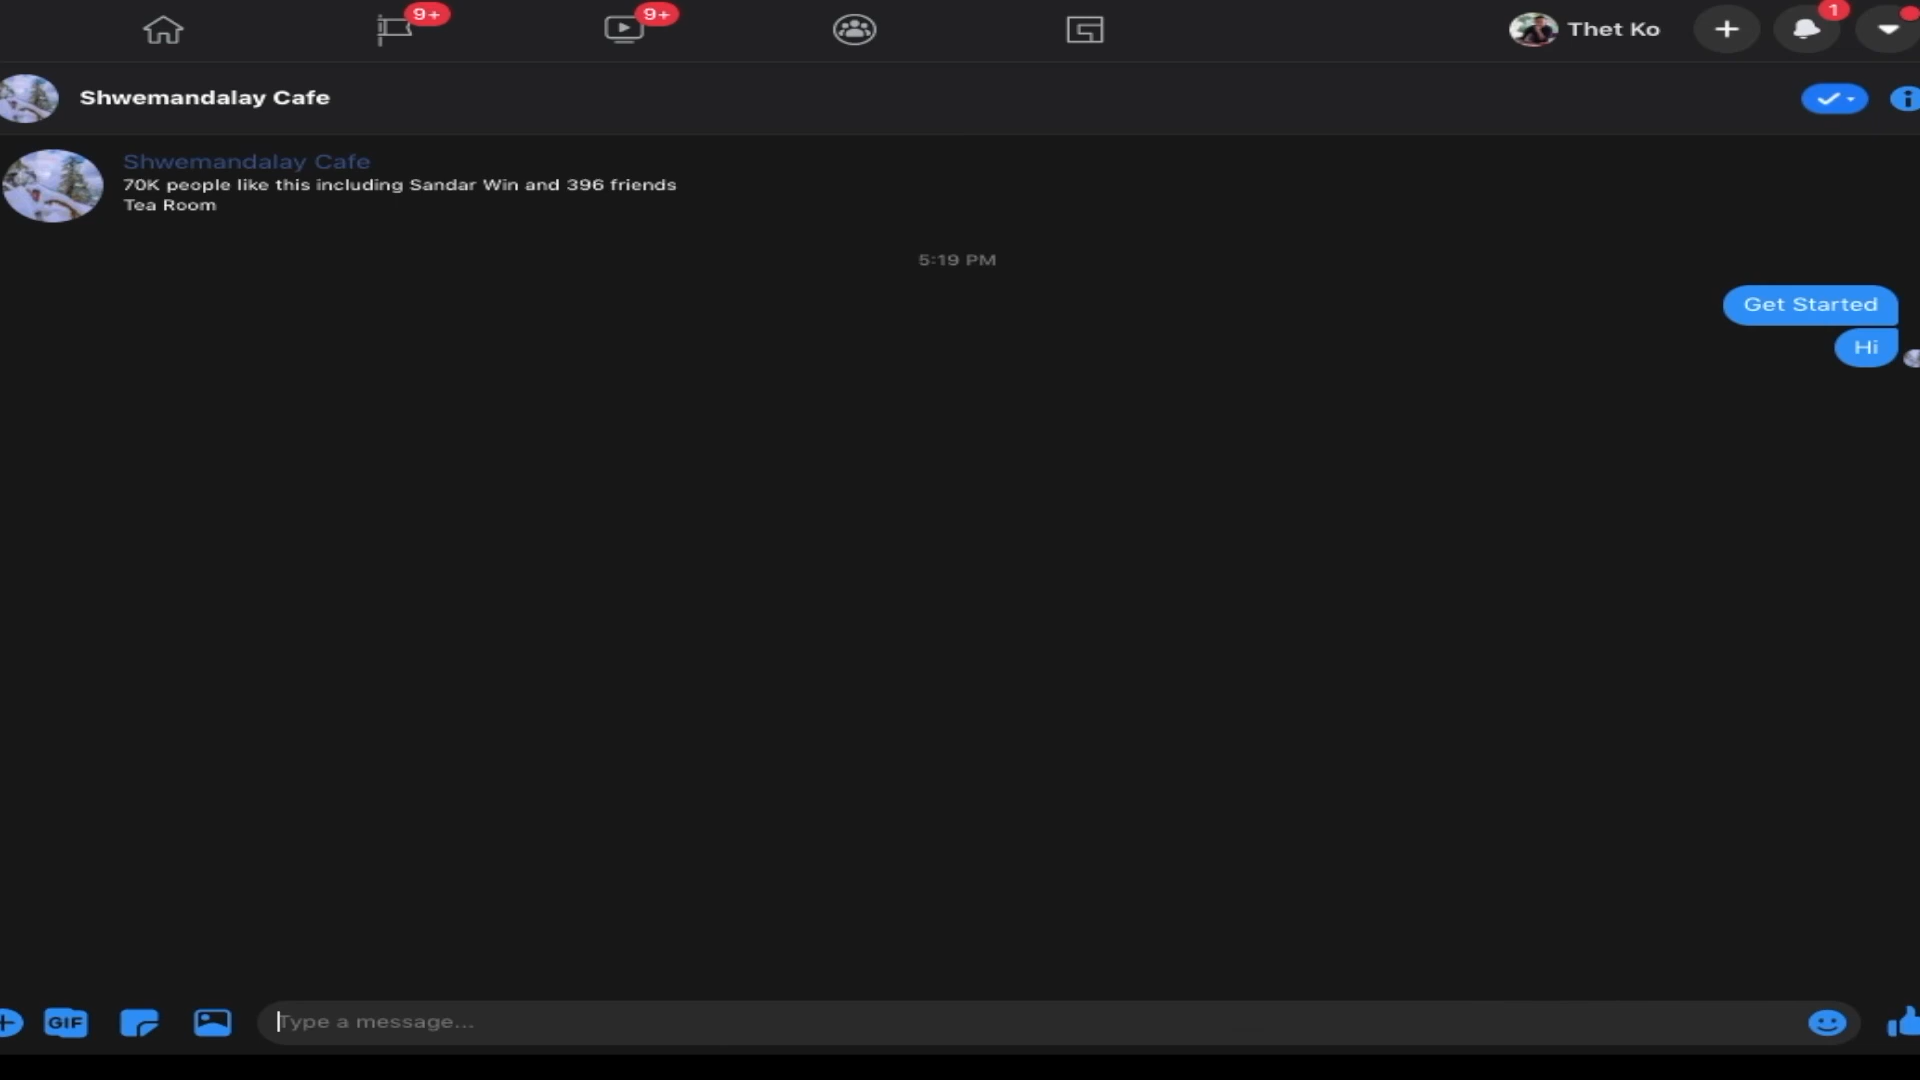 9+
9+
Thet Ko
1
Shwemandalay Cafe
Shwemandalay Cafe
70K people like this including Sandar Win and 396 friends
Tea Room
5:19 PM
Get Started
Hi
GIF
Type a message...